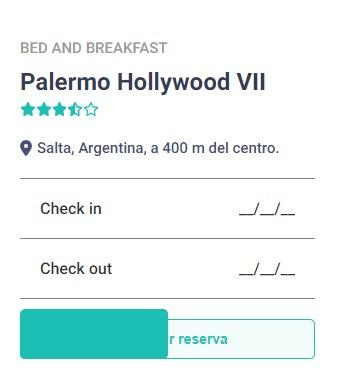 BED AND BREAKFAST
Palermo Hollywood VII
Salta, Argentina, a 400 m del centro.
Check in __/__/__
Check out __/__/__
reserva